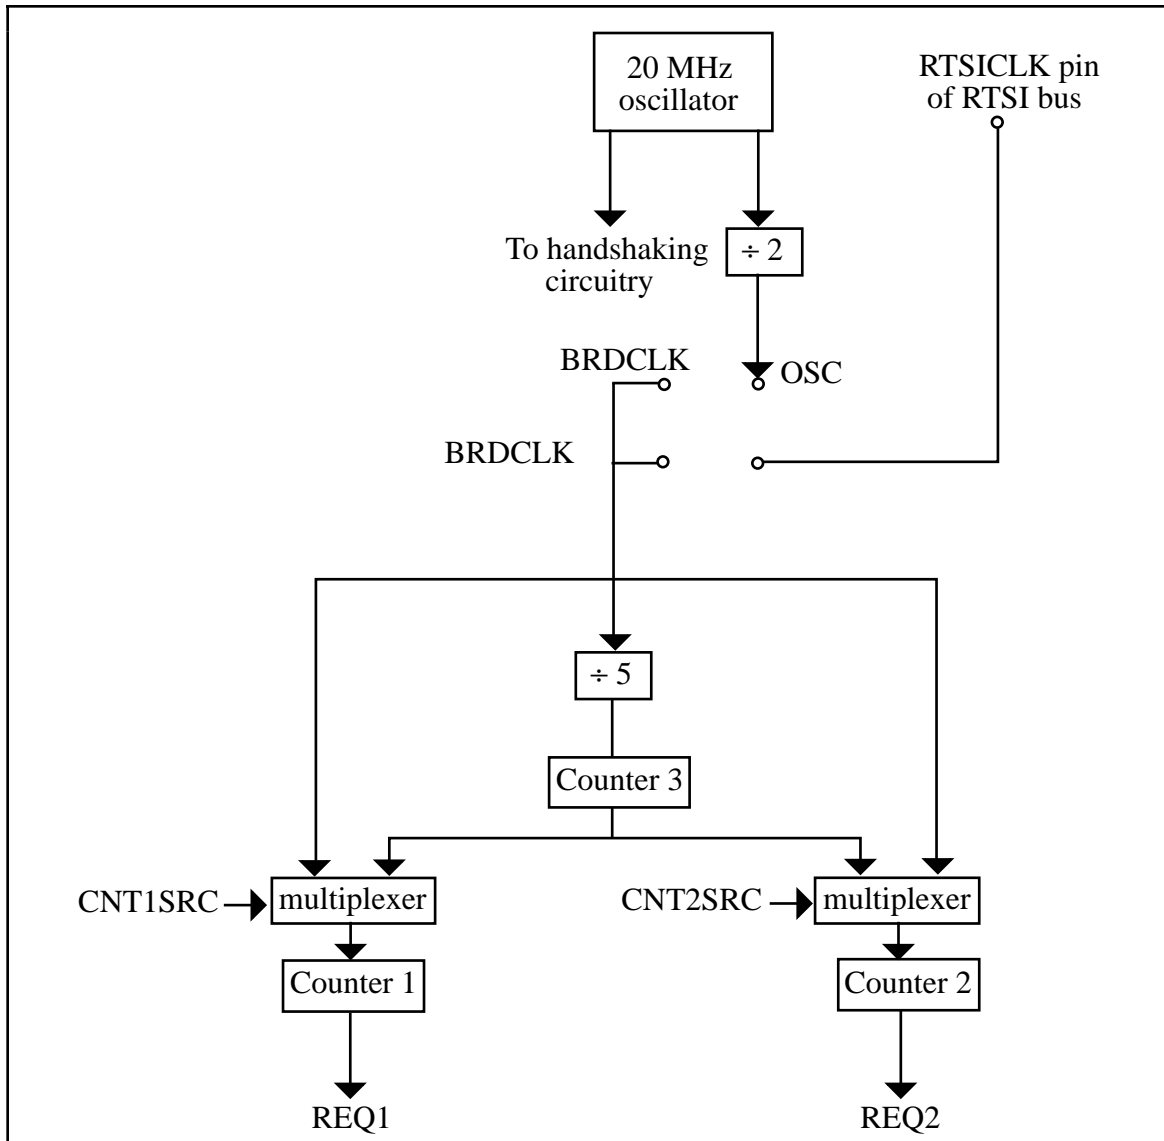 20 MHz
oscillator
RTSICLK pin
of RTSI bus
To handshaking
circuitry
÷ 2
BRDCLK
OSC
BRDCLK
÷ 5
Counter 3
CNT1SRC
multiplexer
CNT2SRC
multiplexer
Counter 1
Counter 2
REQ1
REQ2